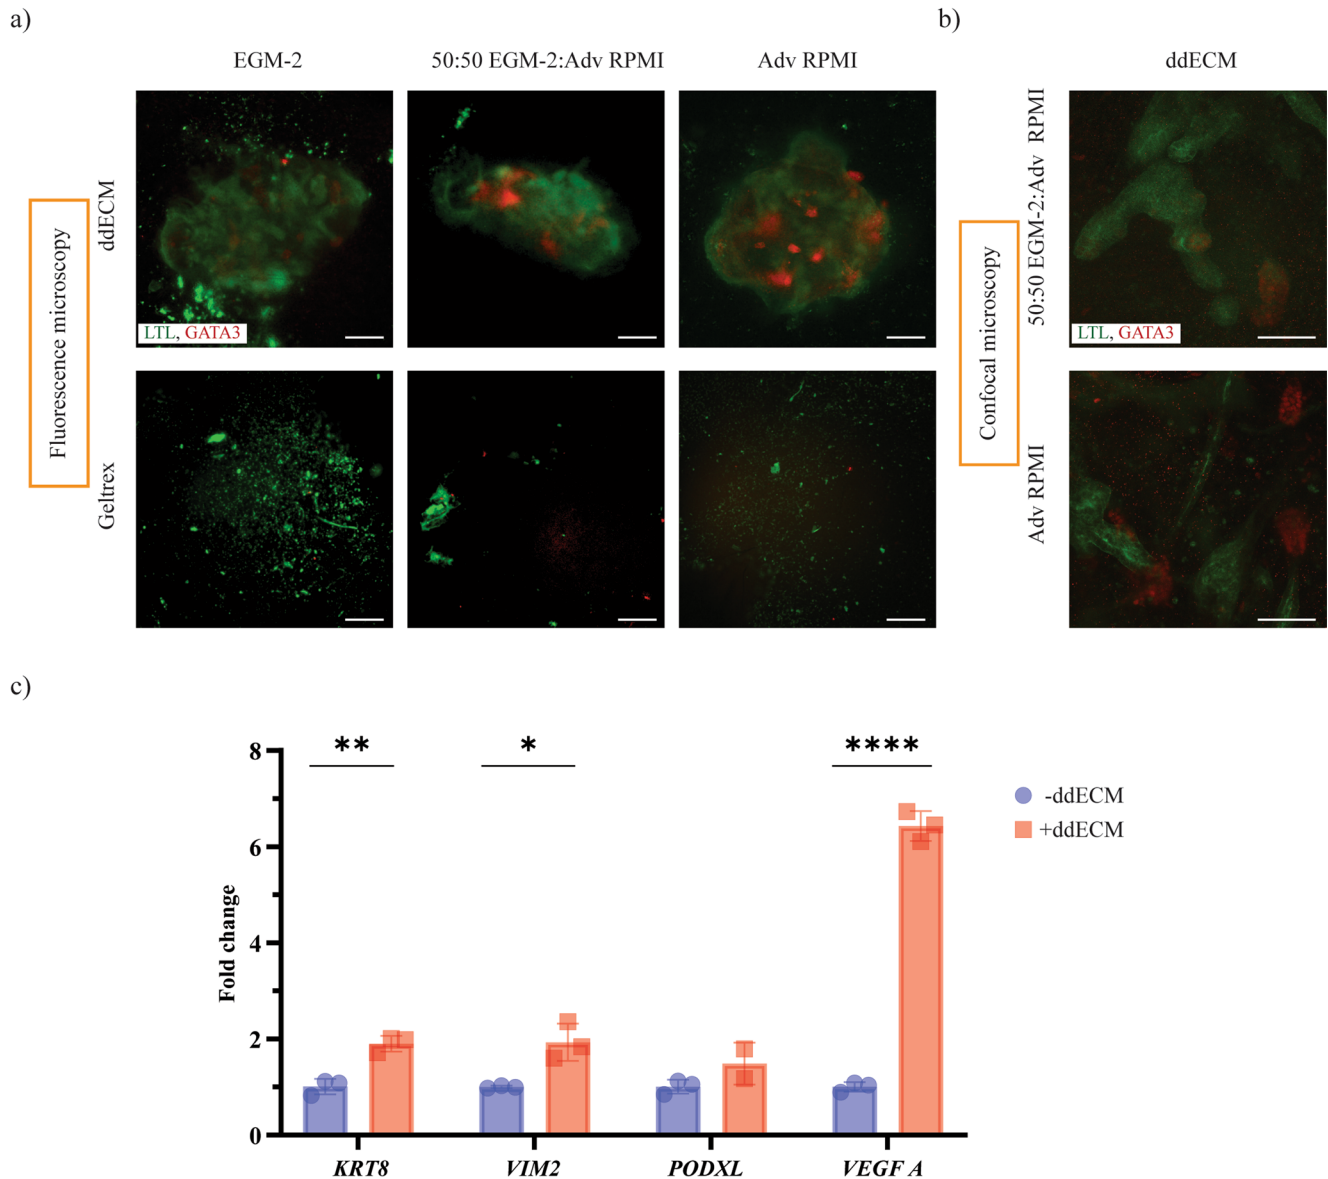 a)
b)
EGM-2
50:50 EGM-2:Adv RPMI
Adv RPMI
ddECM
Fluorescence microscopy
ddECM
Geltrex
LTL, GATA3
Confocal microscopy
50:50 EGM-2:Adv RPMI
Adv RPMI
LTL, GATA3
c)
**
*
****
8
6
4
2
0
Fold change
-ddECM
+ddECM
KRT8
VIM2
PODXL
VEGF A